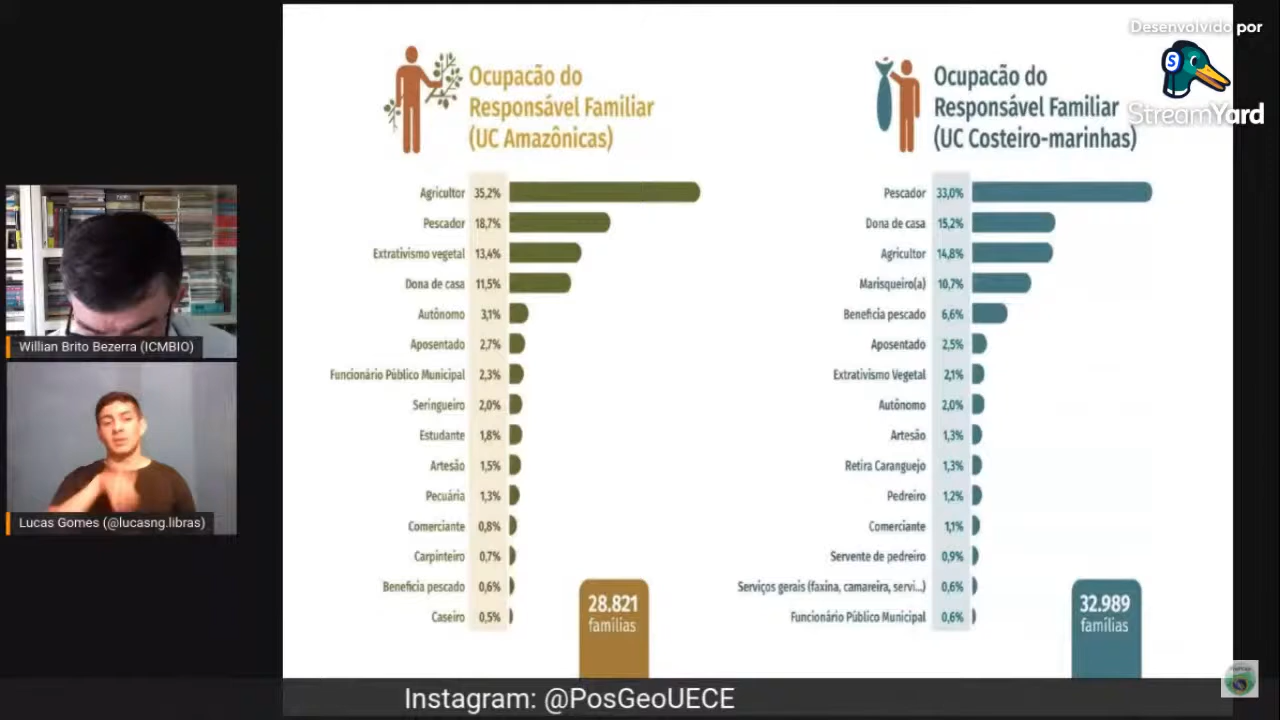 Desenvolvido por
StreamYard
Ocupacão do
Responsável Familiar
(UC Amazônicas)
Agricultor 35,2%
Pescador 18,7%
Extrativismo vegetal 13,4%
Dona de casa 11,5%
Autônomo 3,1%
Aposentado 2,7%
Funcionário Público Municipal 2,3%
Seringueiro 2,0%
Estudante 1,8%
Artesão 1,5%
Pecuária 1,3%
Comerciante 0,8%
Carpinteiro 0,7%
Beneficia pescado 0,6%
Caseiro 0,5%
28.821
famílias
Ocupacão do
Responsável Familiar
(UC Costeiro-marinhas)
Pescador 33,0%
Dona de casa 15,2%
Agricultor 14,8%
Marisqueiro(a) 10,7%
Beneficia pescado 6,6%
Aposentado 2,5%
Extrativismo Vegetal 2,1%
Autônomo 2,0%
Artesão 1,3%
Retira Caranguejo 1,3%
Pedreiro 1,2%
Comerciante 1,1%
Servente de pedreiro 0,9%
Serviços gerais (faxina, camareira, servi...) 0,6%
Funcionário Público Municipal 0,6%
32.989
famílias
Willian Brito Bezerra (ICMBIO)
Lucas Gomes (@lucasng.libras)
Instagram: @PosGeoUECE